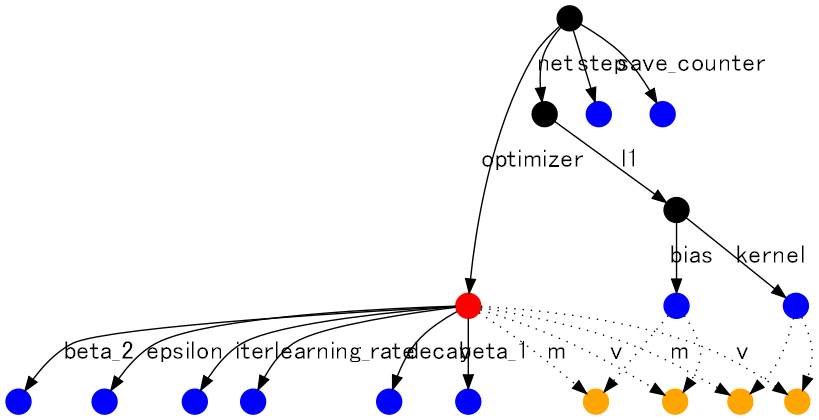 net step save_counter
optimizer l1
bias kernel
beta_2 epsilon iter learning_rate decay beta_1 m v m v